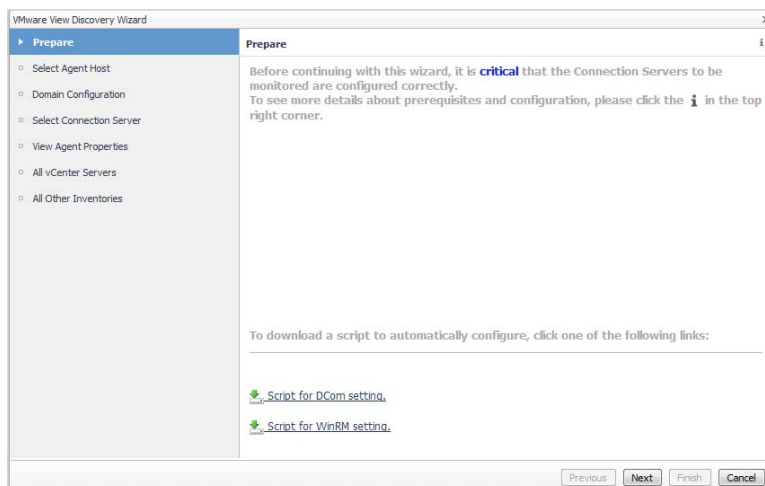 VMware View Discovery Wizard
Prepare
Select Agent Host
Domain Configuration
Select Connection Server
View Agent Properties
All vCenter Servers
All Other Inventories
Prepare
Before continuing with this wizard, it is critical that the Connection Servers to be
monitored are configured correctly.
To see more details about prerequisites and configuration, please click the i in the top
right corner.
To download a script to automatically configure, click one of the following links:
Script for DCom setting.
Script for WinRM setting.
Previous Next Finish Cancel